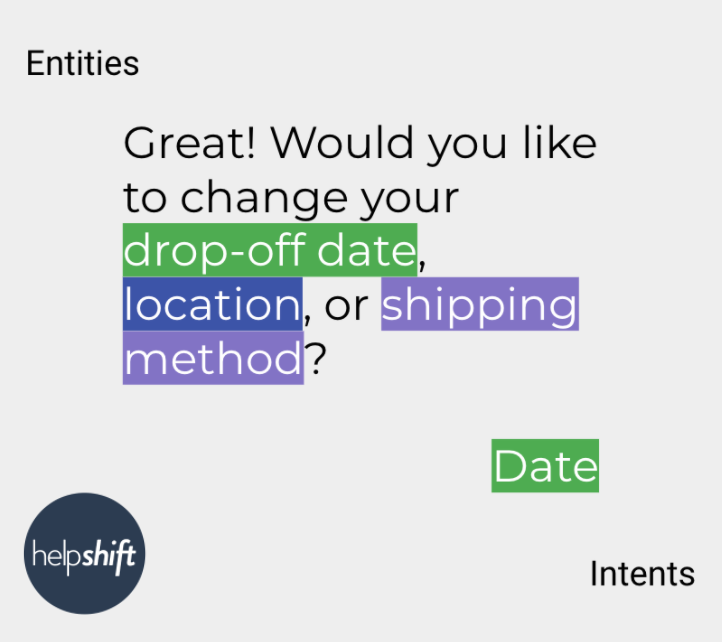 Entities
Great! Would you like
to change your
drop-off date,
location, or shipping
method?
Date
helpshift
Intents